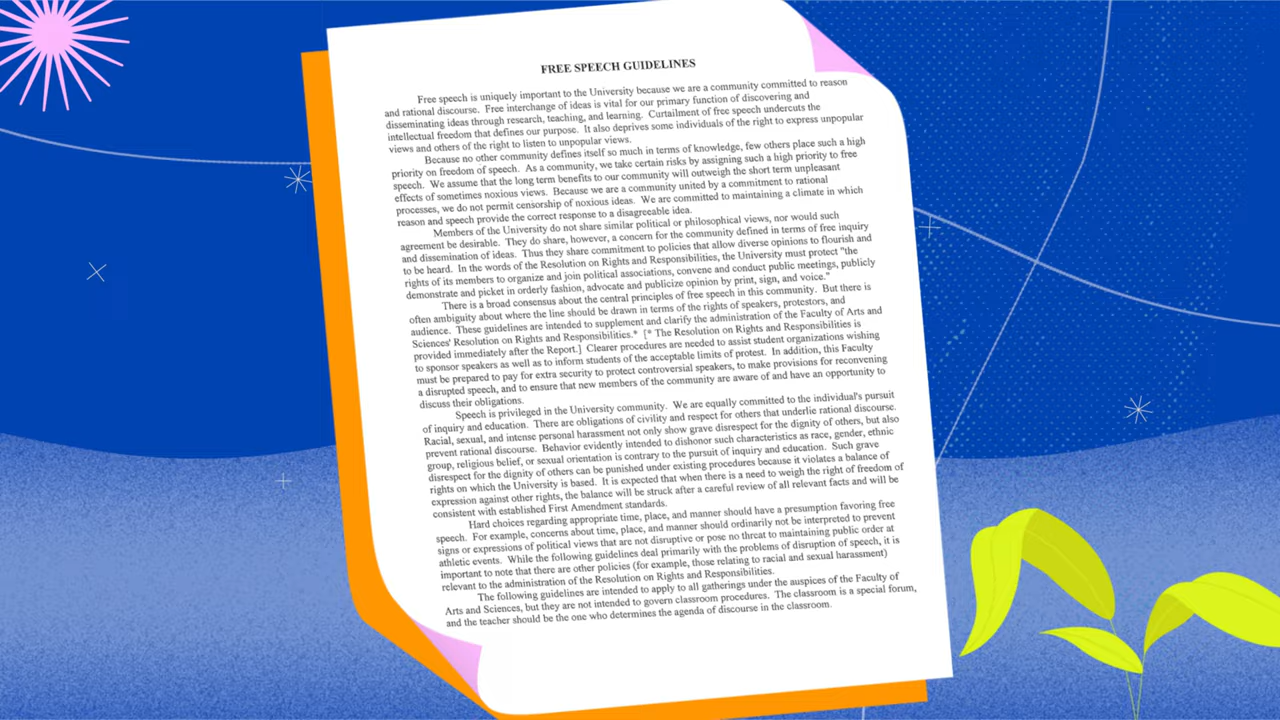 FREE SPEECH GUIDELINES
Free speech is uniquely important to the University because we are a community committed to reason
and rational discourse. Free interchange of ideas is vital for our primary function of discovering and
disseminating ideas through research, teaching, and learning. Curtailment of free speech undercuts the
intellectual freedom that defines our purpose. It also deprives some individuals of the right to express unpopular
views and others of the right to listen to unpopular views.
Because no other community defines itself so much in terms of knowledge, few others place such a high
priority on freedom of speech. As a community, we take certain risks by assigning such a high priority to free
speech. We assume that the long term benefits to our community will outweigh the short term unpleasant
effects of sometimes noxious views. Because we are a community united by a commitment to rational
processes, we do not permit censorship of noxious ideas. We are committed to maintaining a climate in which
reason and speech provide the correct response to a disagreeable idea.
Members of the University do not share similar political or philosophical views, nor would such
agreement be desirable. They do share, however, a concern for the community defined in terms of free inquiry
and dissemination of ideas. Thus they share commitment to policies that allow diverse opinions to flourish and
to be heard. In the words of the Resolution on Rights and Responsibilities, the University must protect "the
rights of its members to organize and join political associations, convene and conduct public meetings, publicly
demonstrate and picket in orderly fashion, advocate and publicize opinion by print, sign, and voice."
There is a broad consensus about the central principles of free speech in this community. But there is
often ambiguity about where the line should be drawn in terms of the rights of speakers, protestors, and
audience. These guidelines are intended to supplement and clarify the administration of the Faculty of Arts and
Sciences' Resolution on Rights and Responsibilities.* [* The Resolution on Rights and Responsibilities is
provided immediately after the Report.] Clearer procedures are needed to assist student organizations wishing
to sponsor speakers as well as to inform students of the acceptable limits of protest. In addition, this Faculty
must be prepared to pay for extra security to protect controversial speakers, to make provisions for reconvening
a disrupted speech, and to ensure that new members of the community are aware of and have an opportunity to
discuss their obligations.
Speech is privileged in the University community. We are equally committed to the individual's pursuit
of inquiry and education. There are obligations of civility and respect for others that underlie rational discourse.
Racial, sexual, and intense personal harassment not only show grave disrespect for the dignity of others, but also
prevent rational discourse. Behavior evidently intended to dishonor such characteristics as race, gender, ethnic
group, religious belief, or sexual orientation is contrary to the pursuit of inquiry and education. Such grave
disrespect for the dignity of others can be punished under existing procedures because it violates a balance of
rights on which the University is based. It is expected that when there is a need to weigh the right of freedom of
expression against other rights, the balance will be struck after a careful review of all relevant facts and will be
consistent with established First Amendment standards.
Hard choices regarding appropriate time, place, and manner should have a presumption favoring free
speech. For example, concerns about time, place, and manner should ordinarily not be interpreted to prevent
signs or expressions of political views that are not disruptive or pose no threat to maintaining public order at
athletic events. While the following guidelines deal primarily with the problems of disruption of speech, it is
important to note that there are other policies (for example, those relating to racial and sexual harassment)
relevant to the administration of the Resolution on Rights and Responsibilities.
The following guidelines are intended to apply to all gatherings under the auspices of the Faculty of
Arts and Sciences, but they are not intended to govern classroom procedures. The classroom is a special forum,
and the teacher should be the one who determines the agenda of discourse in the classroom.